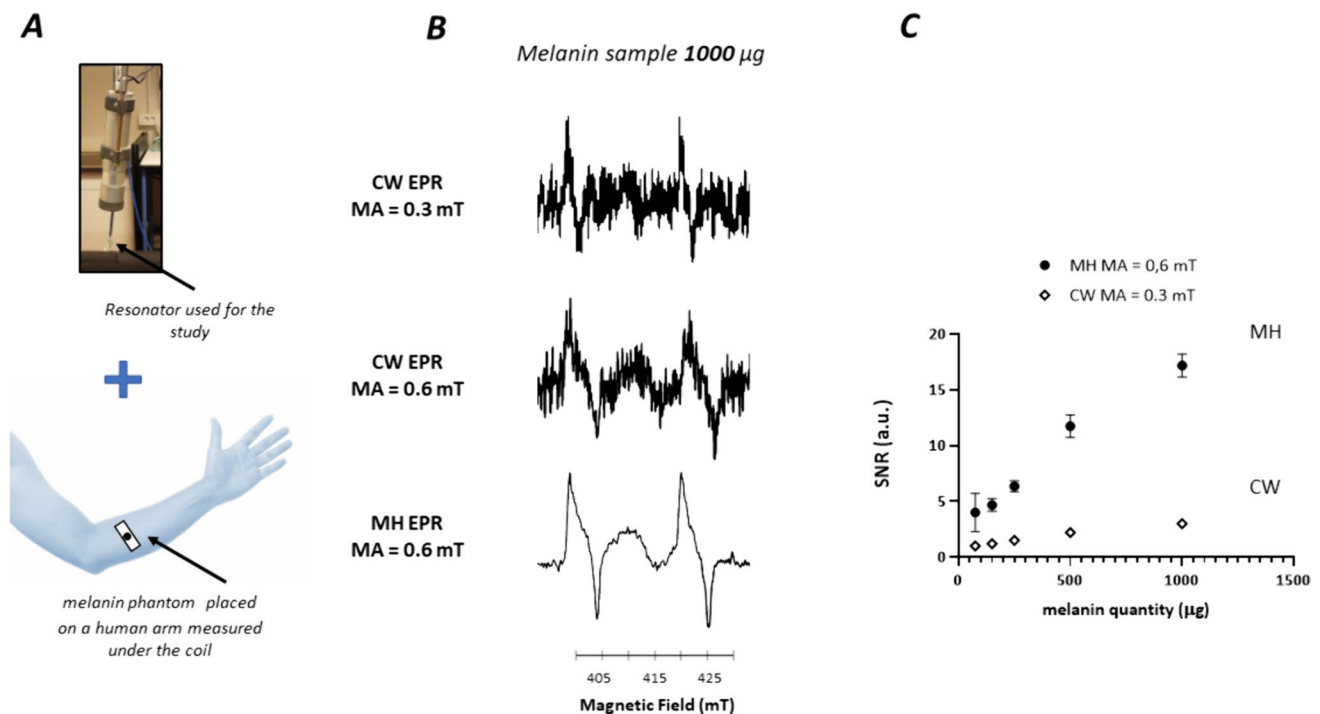 A
Resonator used for the
study
melanin phantom placed
on a human arm measured
under the coil
B
Melanin sample 1000 µg
CW EPR
MA = 0.3 mT
CW EPR
MA = 0.6 mT
MH EPR
MA = 0.6 mT
405 415 425
Magnetic Field (mT)
C
MH MA = 0,6 mT
CW MA = 0.3 mT
20
15
10
5
0
SNR (a.u.)
MH
CW
0 500 1000 1500
melanin quantity (µg)